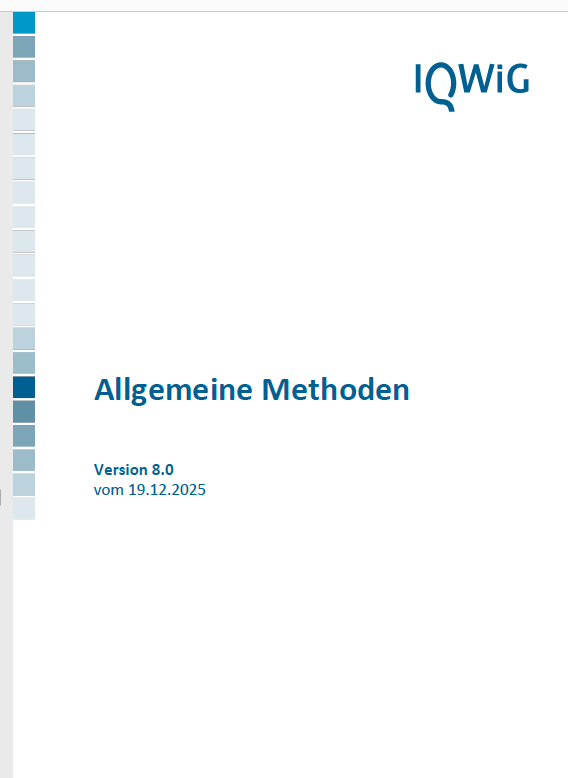 IQWiG
Allgemeine Methoden
Version 8.0
vom 19.12.2025